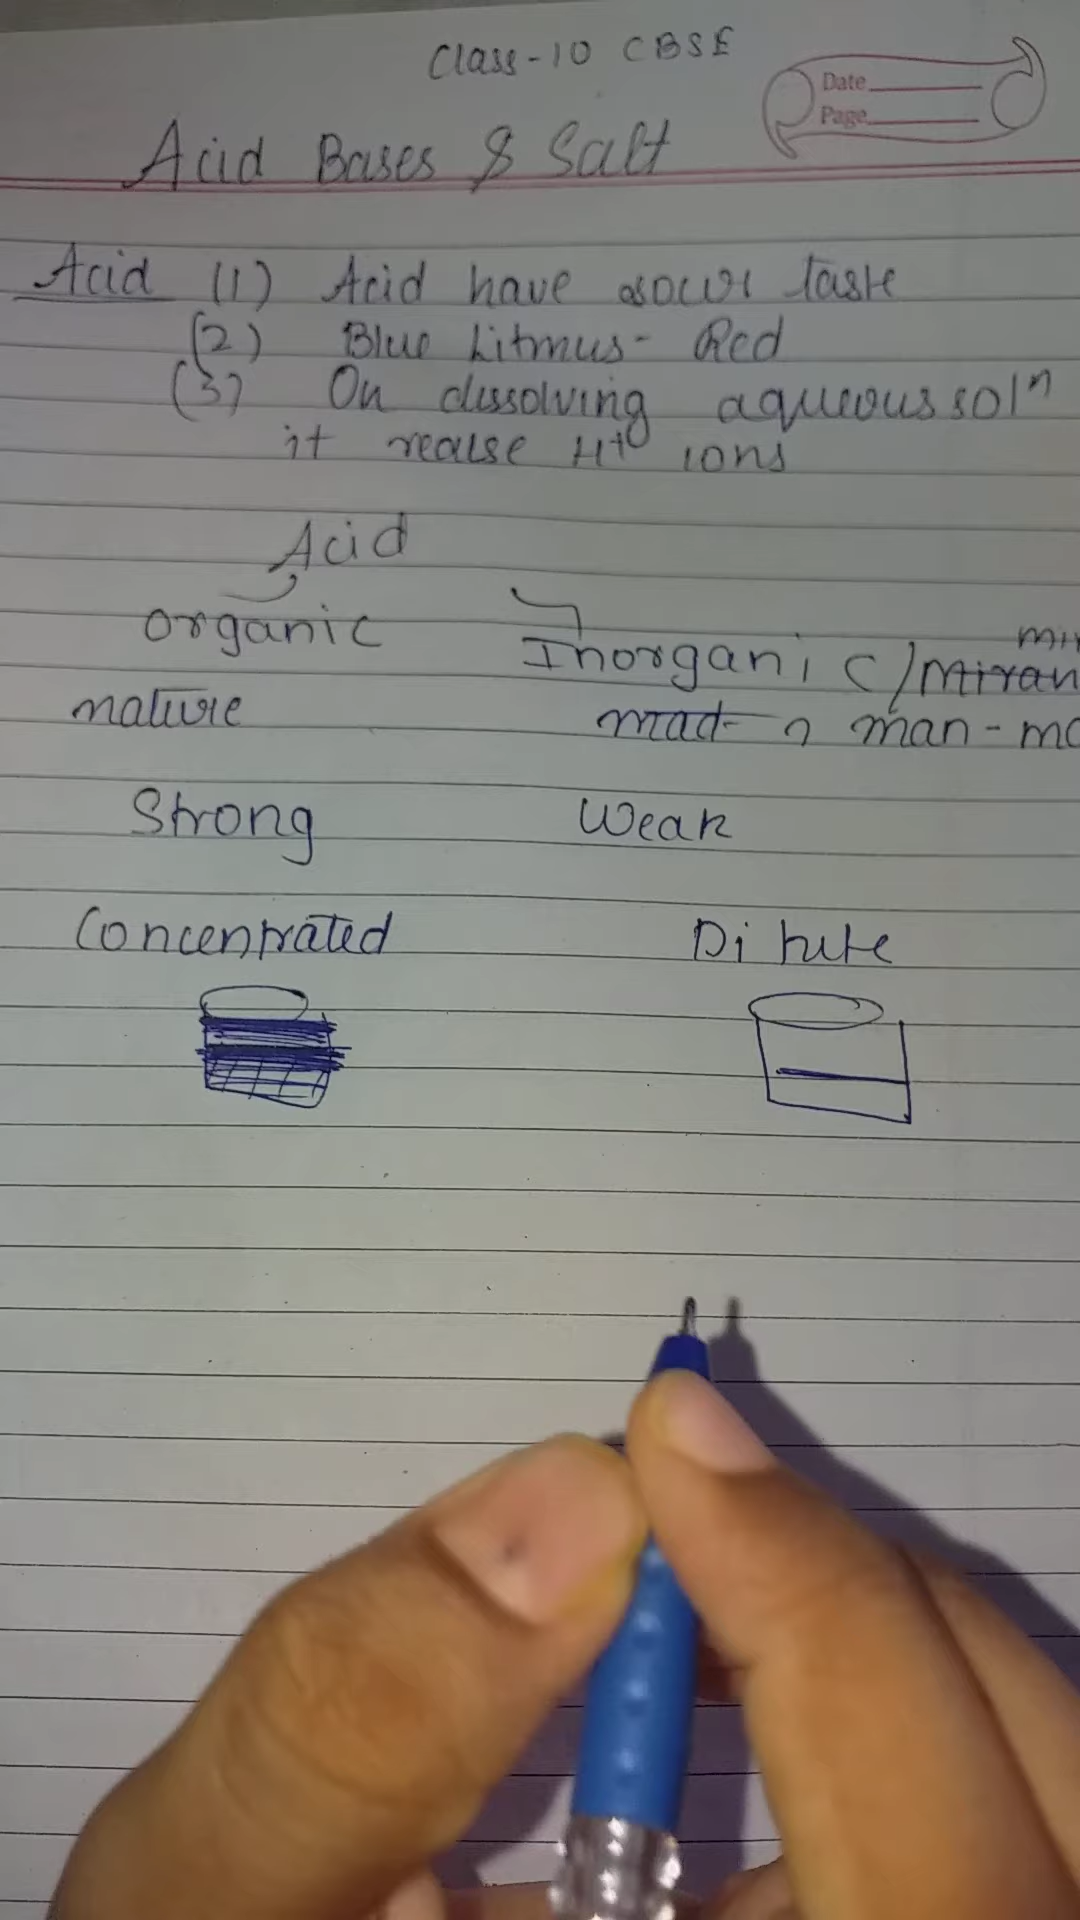 Class-10 CBSE
Date
Page
Acid Bases & Salt
Acid (1) Acid have sour taste
(2) Blue Litmus- Red
(3) On dissolving aqueous solⁿ
it realse H+ ions
Acid
organic Inorganic/
nature man-
Strong Weak
Concentrated Dilute